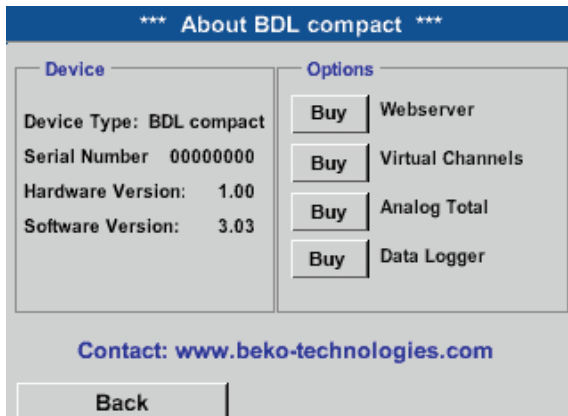 *** About BDL compact ***
Device
Device Type: BDL compact
Serial Number 00000000
Hardware Version: 1.00
Software Version: 3.03
Options
Buy Webserver
Buy Virtual Channels
Buy Analog Total
Buy Data Logger
Contact: www.beko-technologies.com
Back